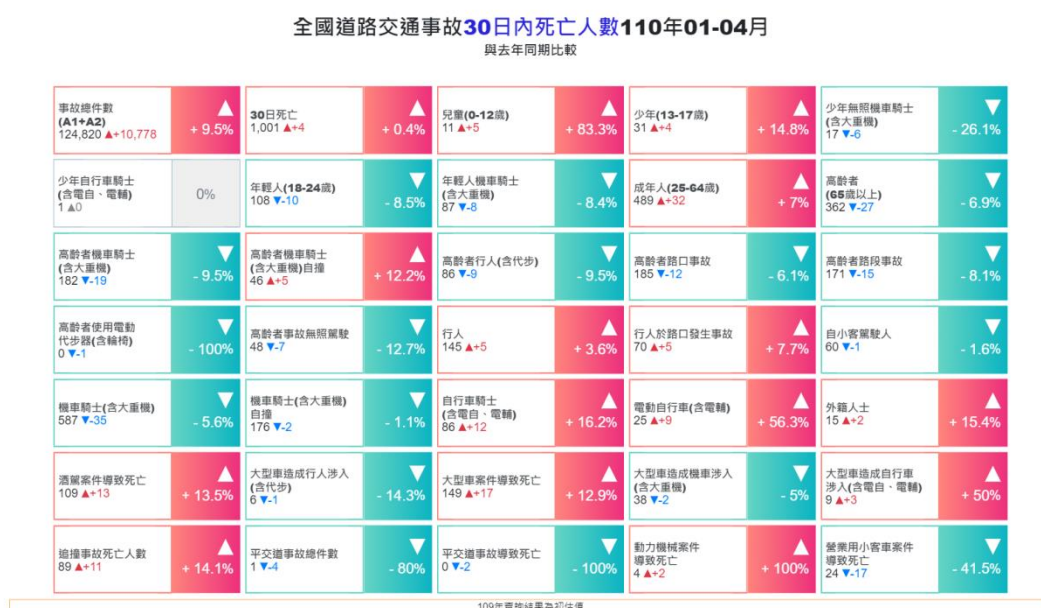 全國道路交通事故30日內死亡人數110年01-04月
與去年同期比較
事故總件數
(A1+A2)
124,820 ▲+10,778
+ 9.5%
30日死亡
1,001 ▲+4
+ 0.4%
兒童(0-12歲)
11 ▲+5
+ 83.3%
少年(13-17歲)
31 ▲+4
+ 14.8%
少年無照機車騎士
(含大重機)
17 ▼-6
- 26.1%
少年自行車騎士
(含電自、電輔)
1 ▲0
0%
年輕人(18-24歲)
108 ▼-10
- 8.5%
年輕人機車騎士
(含大重機)
87 ▼-8
- 8.4%
成年人(25-64歲)
489 ▲+32
+ 7%
高齡者
(65歲以上)
362 ▼-27
- 6.9%
高齡者機車騎士
(含大重機)
182 ▼-19
- 9.5%
高齡者機車騎士
(含大重機)自撞
46 ▲+5
+ 12.2%
高齡者行人(含代步)
86 ▼-9
- 9.5%
高齡者路口事故
185 ▼-12
- 6.1%
高齡者路段事故
171 ▼-15
- 8.1%
高齡者使用電動
代步器(含輪椅)
0 ▼-1
- 100%
高齡者事故無照駕駛
48 ▼-7
- 12.7%
行人
145 ▲+5
+ 3.6%
行人於路口發生事故
70 ▲+5
+ 7.7%
自小客駕駛人
60 ▼-1
- 1.6%
機車騎士(含大重機)
587 ▼-35
- 5.6%
機車騎士(含大重機)
自撞
176 ▼-2
- 1.1%
自行車騎士
(含電自、電輔)
86 ▲+12
+ 16.2%
電動自行車(含電輔)
25 ▲+9
+ 56.3%
外籍人士
15 ▲+2
+ 15.4%
酒駕案件導致死亡
109 ▲+13
+ 13.5%
大型車造成行人涉入
(含代步)
6 ▼-1
- 14.3%
大型車案件導致死亡
149 ▲+17
+ 12.9%
大型車造成機車涉入
(含大重機)
38 ▼-2
- 5%
大型車造成自行車
涉入(含電自、電輔)
9 ▲+3
+ 50%
追撞事故死亡人數
89 ▲+11
+ 14.1%
平交道事故總件數
1 ▼-4
- 80%
平交道事故導致死亡
0 ▼-2
- 100%
動力機械案件
導致死亡
4 ▲+2
+ 100%
營業用小客車案件
導致死亡
24 ▼-17
- 41.5%